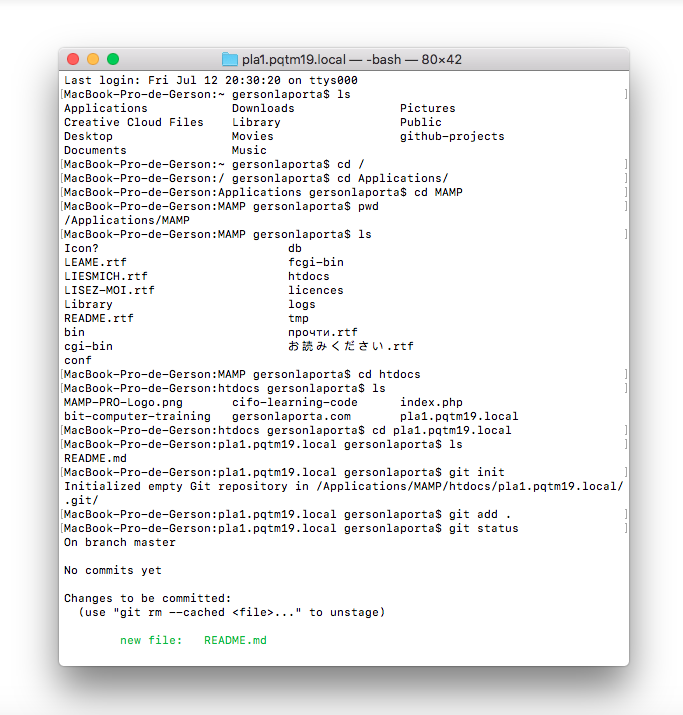 pla1.pqtm19.local — -bash — 80×42
Last login: Fri Jul 12 20:30:20 on ttys000
[MacBook-Pro-de-Gerson:~ gersonlaporta$ ls ]
Applications Downloads Pictures
Creative Cloud Files Library Public
Desktop Movies github-projects
Documents Music
[MacBook-Pro-de-Gerson:~ gersonlaporta$ cd / ]
[MacBook-Pro-de-Gerson:/ gersonlaporta$ cd Applications/ ]
[MacBook-Pro-de-Gerson:Applications gersonlaporta$ cd MAMP ]
[MacBook-Pro-de-Gerson:MAMP gersonlaporta$ pwd ]
/Applications/MAMP
[MacBook-Pro-de-Gerson:MAMP gersonlaporta$ ls ]
Icon? db
LEAME.rtf fcgi-bin
LIESMICH.rtf htdocs
LISEZ-MOI.rtf licences
Library logs
README.rtf tmp
bin прочти.rtf
cgi-bin お読みください.rtf
conf
[MacBook-Pro-de-Gerson:MAMP gersonlaporta$ cd htdocs ]
[MacBook-Pro-de-Gerson:htdocs gersonlaporta$ ls ]
MAMP-PRO-Logo.png cifo-learning-code index.php
bit-computer-training gersonlaporta.com pla1.pqtm19.local
[MacBook-Pro-de-Gerson:htdocs gersonlaporta$ cd pla1.pqtm19.local ]
[MacBook-Pro-de-Gerson:pla1.pqtm19.local gersonlaporta$ ls ]
README.md
[MacBook-Pro-de-Gerson:pla1.pqtm19.local gersonlaporta$ git init ]
Initialized empty Git repository in /Applications/MAMP/htdocs/pla1.pqtm19.local/
.git/
[MacBook-Pro-de-Gerson:pla1.pqtm19.local gersonlaporta$ git add . ]
[MacBook-Pro-de-Gerson:pla1.pqtm19.local gersonlaporta$ git status ]
On branch master
No commits yet
Changes to be committed:
(use "git rm --cached <file>..." to unstage)
new file: README.md